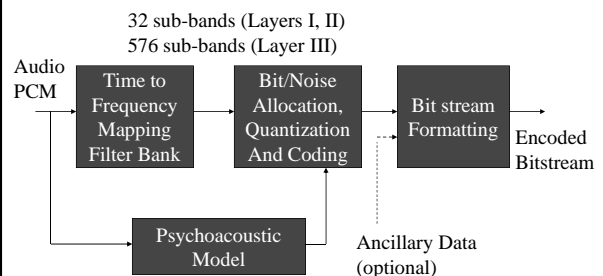 32 sub-bands (Layers I, II)
576 sub-bands (Layer III)
Audio
PCM
Time to
Frequency
Mapping
Filter Bank
Bit/Noise
Allocation,
Quantization
And Coding
Bit stream
Formatting
Encoded
Bitstream
Psychoacoustic
Model
Ancillary Data
(optional)